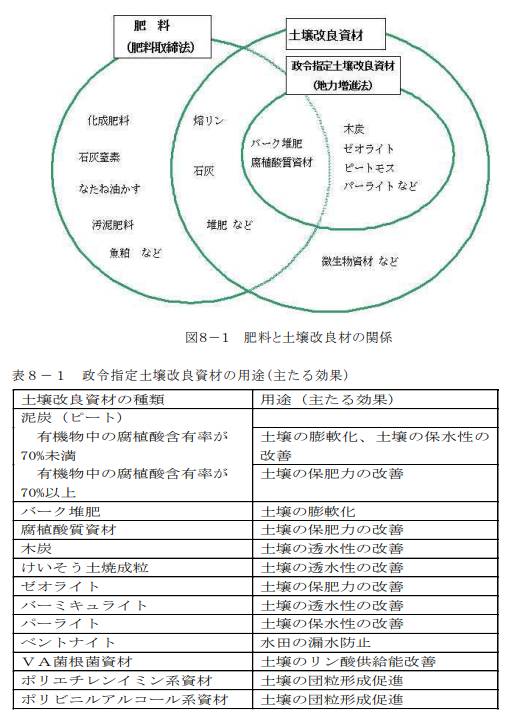 肥 料
(肥料取締法)
土壌改良資材
政令指定土壌改良資材
(地力増進法)
化成肥料
石灰窒素
なたね油かす
汚泥肥料
魚粕 など
熔リン
石灰
堆肥 など
バーク堆肥
腐植酸質資材
木炭
ゼオライト
ピートモス
パーライト など
微生物資材 など
図8-1 肥料と土壌改良材の関係
表8-1 政令指定土壌改良資材の用途(主たる効果)
土壌改良資材の種類 用途(主たる効果)
泥炭(ピート)
有機物中の腐植酸含有率が 土壌の膨軟化、土壌の保水性の
70%未満 改善
有機物中の腐植酸含有率が 土壌の保肥力の改善
70%以上
バーク堆肥 土壌の膨軟化
腐植酸質資材 土壌の保肥力の改善
木炭 土壌の透水性の改善
けいそう土焼成粒 土壌の透水性の改善
ゼオライト 土壌の保肥力の改善
バーミキュライト 土壌の透水性の改善
パーライト 土壌の保水性の改善
ベントナイト 水田の漏水防止
VA菌根菌資材 土壌のリン酸供給能改善
ポリエチレンイミン系資材 土壌の団粒形成促進
ポリビニルアルコール系資材 土壌の団粒形成促進